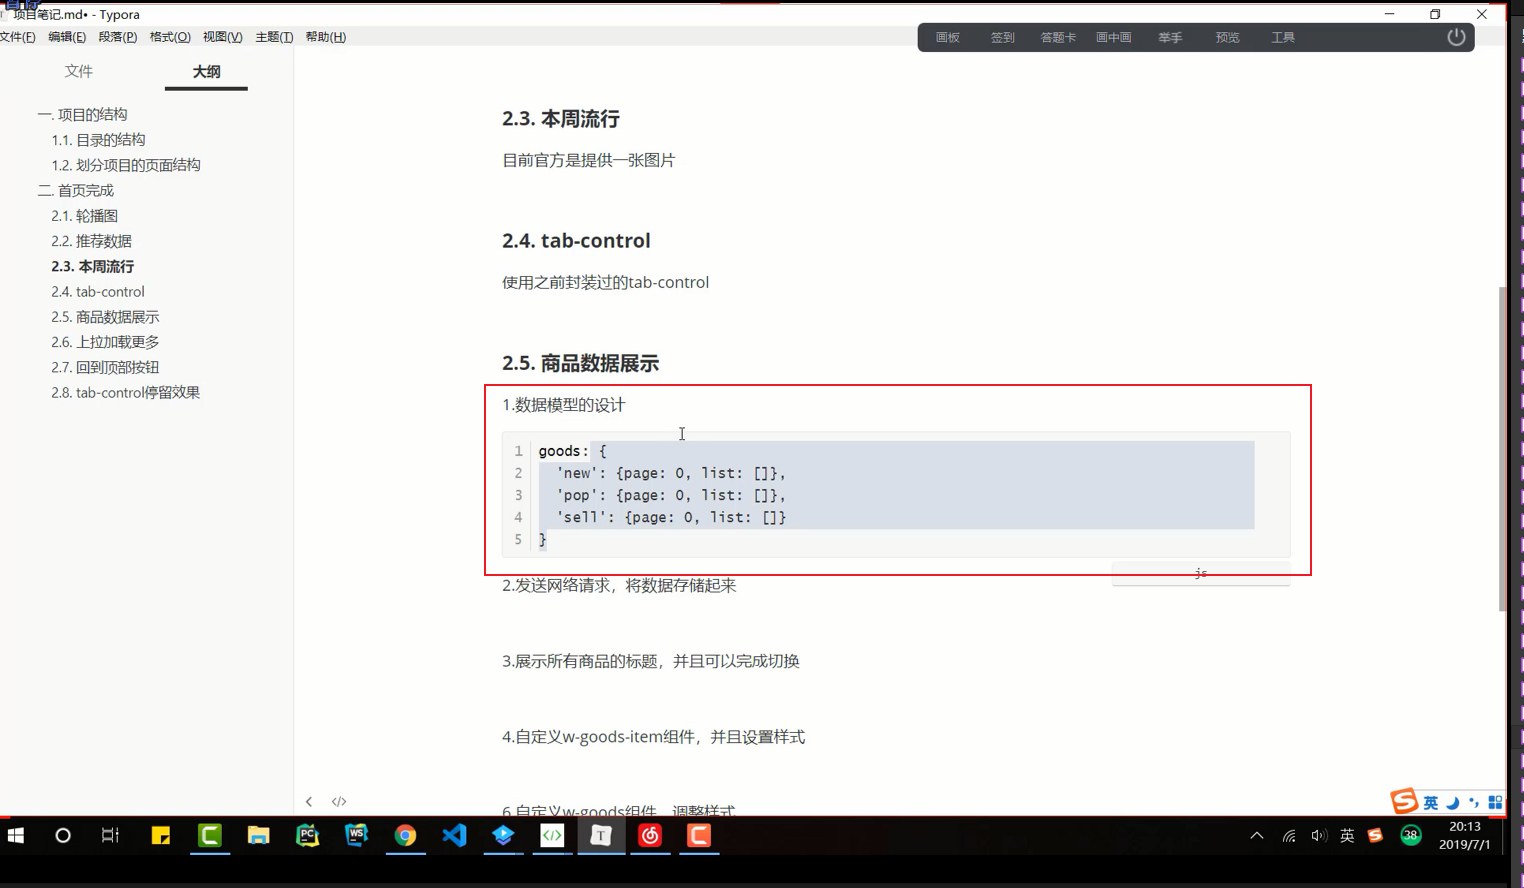 项目笔记.md• - Typora
文件(F) 编辑(E) 段落(P) 格式(O) 视图(V) 主题(T) 帮助(H)
画板 签到 答题卡 画中画 举手 预览 工具
文件 大纲
一. 项目的结构
1.1. 目录的结构
1.2. 划分项目的页面结构
二. 首页完成
2.1. 轮播图
2.2. 推荐数据
2.3. 本周流行
2.4. tab-control
2.5. 商品数据展示
2.6. 上拉加载更多
2.7. 回到顶部按钮
2.8. tab-control停留效果
2.3. 本周流行
目前官方是提供一张图片
2.4. tab-control
使用之前封装过的tab-control
2.5. 商品数据展示
1.数据模型的设计
1 goods: {
2 'new': {page: 0, list: []},
3 'pop': {page: 0, list: []},
4 'sell': {page: 0, list: []}
5 }
js
2.发送网络请求，将数据存储起来
3.展示所有商品的标题，并且可以完成切换
4.自定义w-goods-item组件，并且设置样式
6.自定义w-goods组件，调整样式
英
PC WS T 英 38
20:13
2019/7/1